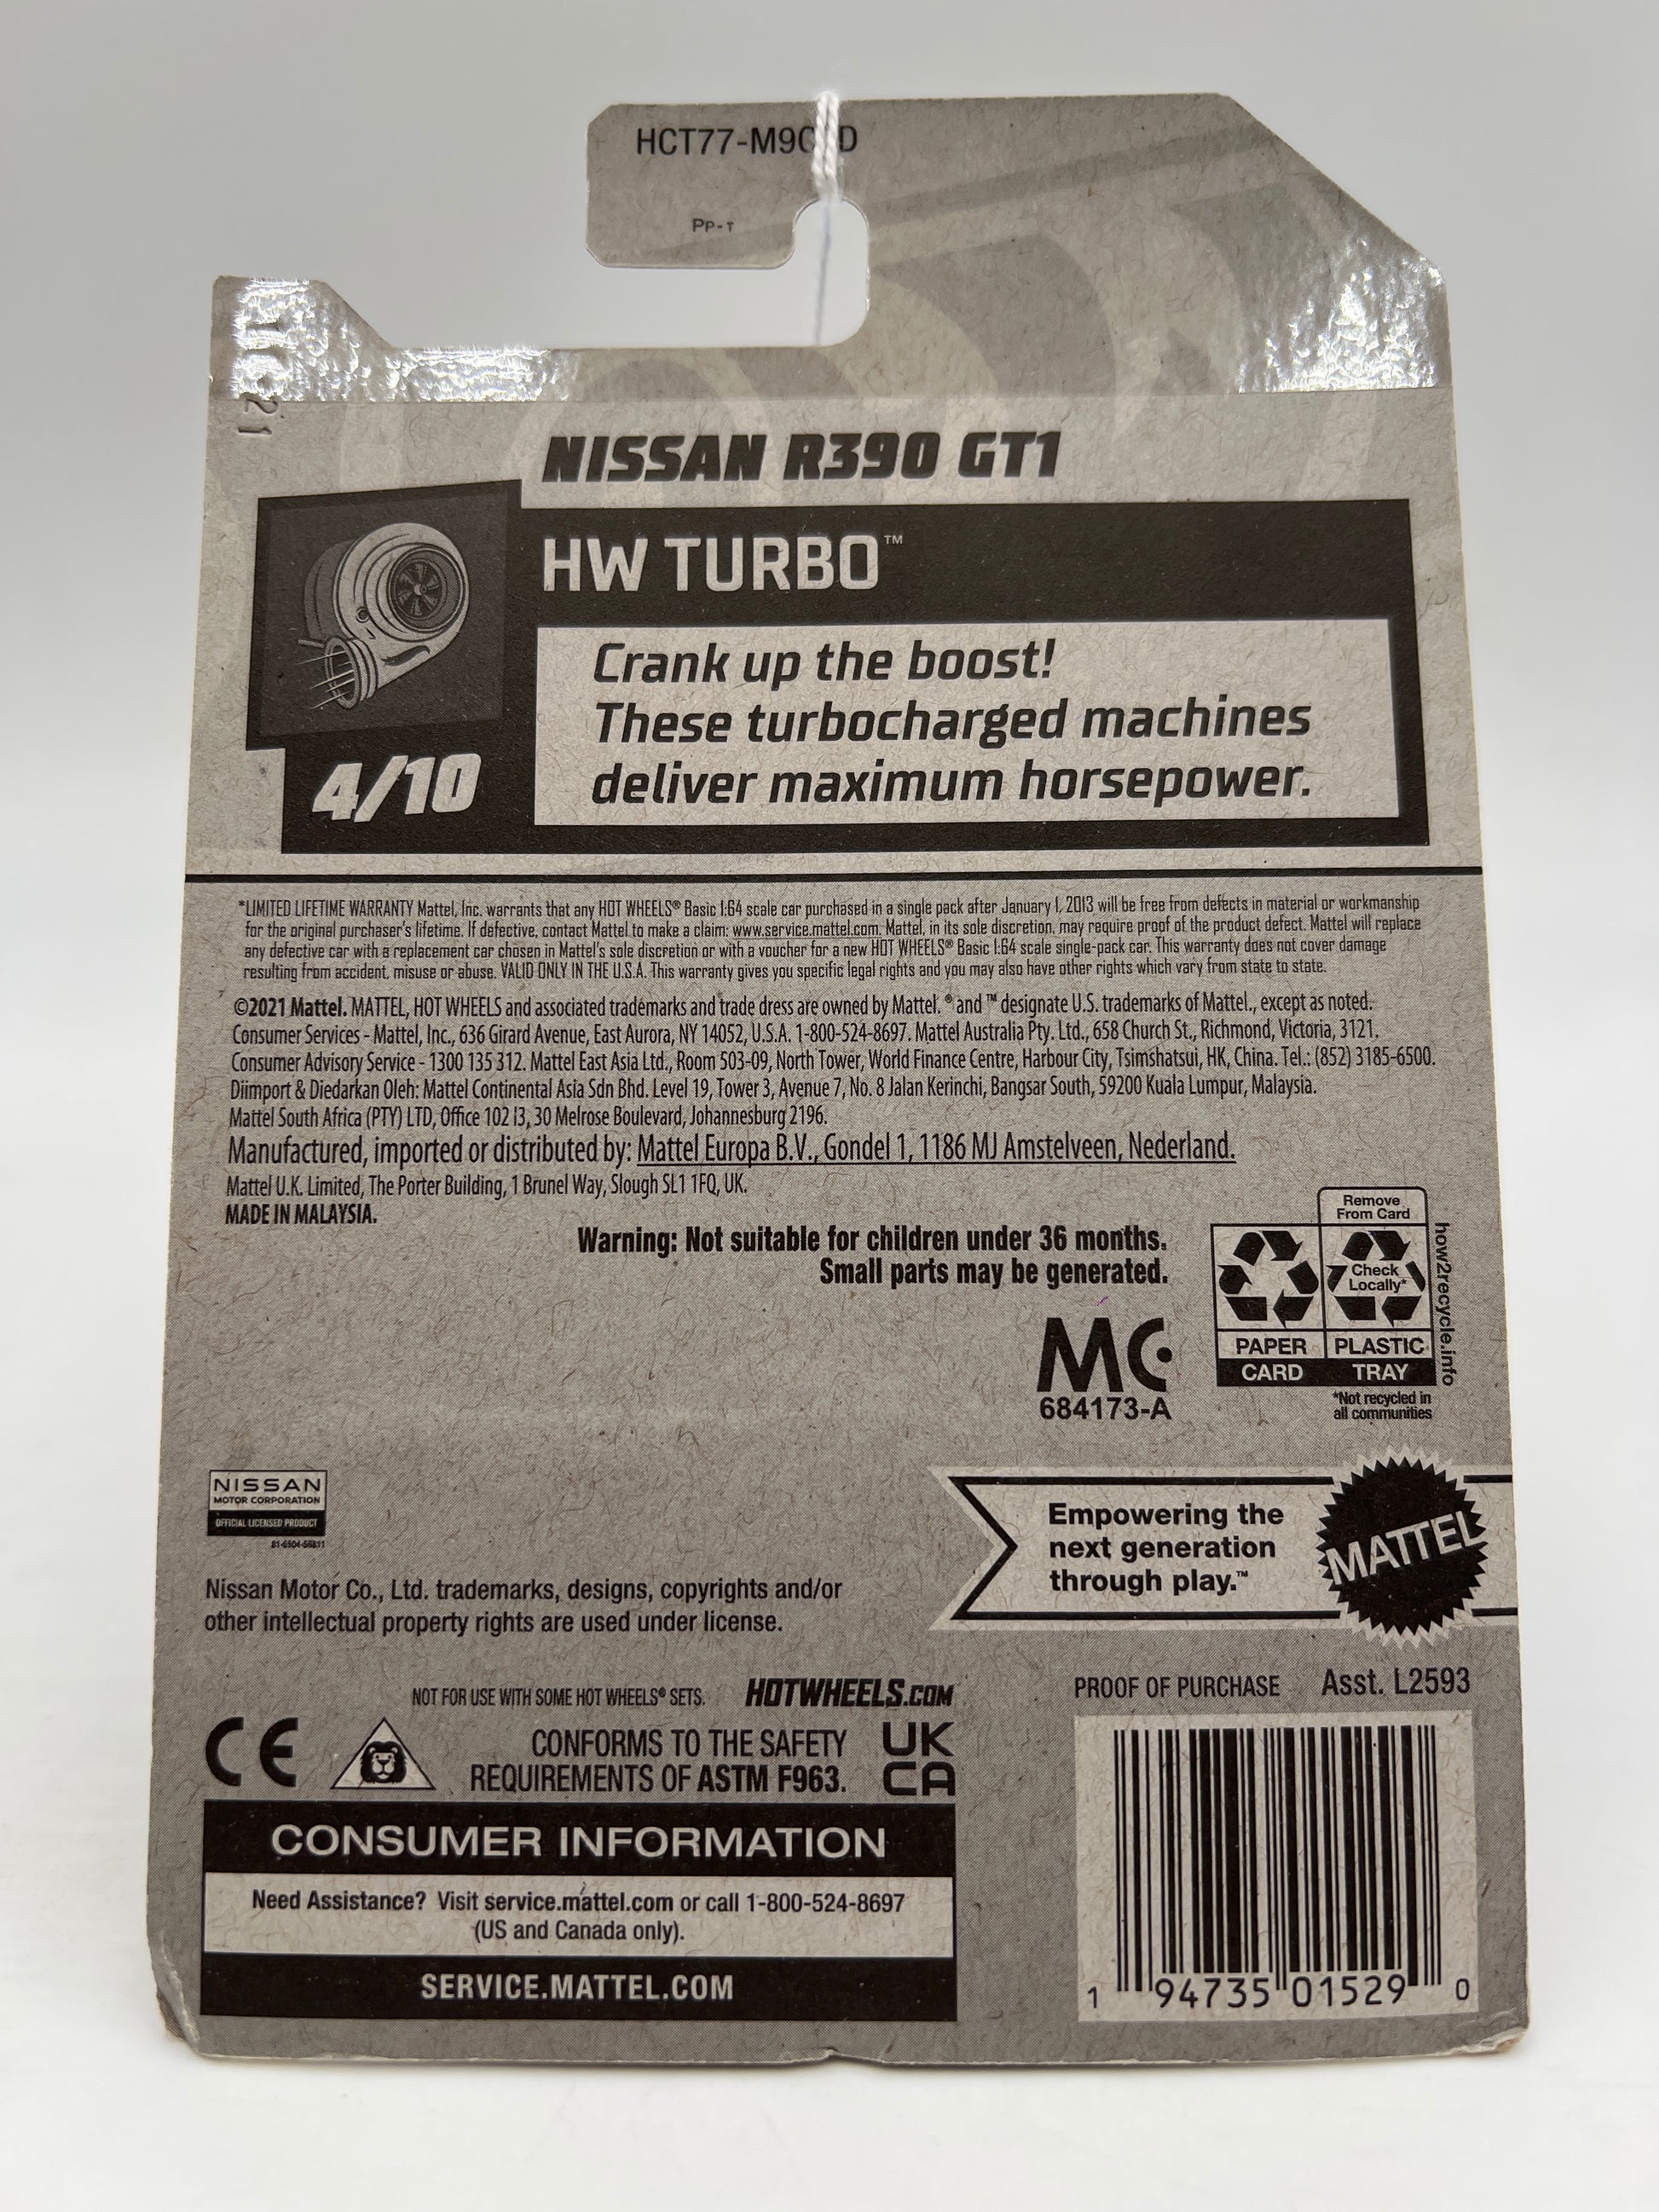 HCT77-M9
D
PP-T
21
NISSAN R390 GT1
HW TURBO™
Crank up the boost!
These turbocharged machines
deliver maximum horsepower.
4/10
*LIMITED LIFETIME WARRANTY Mattel, Inc. warrants that any HOT WHEELS® Basic 1:64 scale car purchased in a single pack after January 1, 2013 will be free from defects in material or workmanship
for the original purchaser's lifetime. If defective, contact Mattel to make a claim: www.service.mattel.com. Mattel, in its sole discretion, may require proof of the product defect. Mattel will replace
any defective car with a replacement car chosen in Mattel's sole discretion or with a voucher for a new HOT WHEELS® Basic 1:64 scale single-pack car. This warranty does not cover damage
resulting from accident, misuse or abuse. VALID ONLY IN THE U.S.A. This warranty gives you specific legal rights and you may also have other rights which vary from state to state.
©2021 Mattel. MATTEL, HOT WHEELS and associated trademarks and trade dress are owned by Mattel. ® and ™ designate U.S. trademarks of Mattel., except as noted.
Consumer Services - Mattel, Inc., 636 Girard Avenue, East Aurora, NY 14052, U.S.A. 1-800-524-8697. Mattel Australia Pty. Ltd., 658 Church St., Richmond, Victoria, 3121.
Consumer Advisory Service - 1300 135 312. Mattel East Asia Ltd., Room 503-09, North Tower, World Finance Centre, Harbour City, Tsimshatsui, HK, China. Tel.: (852) 3185-6500.
Diimport & Diedarkan Oleh: Mattel Continental Asia Sdn Bhd. Level 19, Tower 3, Avenue 7, No. 8 Jalan Kerinchi, Bangsar South, 59200 Kuala Lumpur, Malaysia.
Mattel South Africa (PTY) LTD, Office 102 I3, 30 Melrose Boulevard, Johannesburg 2196.
Manufactured, imported or distributed by: Mattel Europa B.V., Gondel 1, 1186 MJ Amstelveen, Nederland.
Mattel U.K. Limited, The Porter Building, 1 Brunel Way, Slough SL1 1FQ, UK.
MADE IN MALAYSIA.
Warning: Not suitable for children under 36 months.
Small parts may be generated.
MC
684173-A
Remove
From Card
Check
Locally*
PAPER
PLASTIC
CARD
TRAY
*Not recycled in
all communities
how2recycle.info
NISSAN
MOTOR CORPORATION
OFFICIAL LICENSED PRODUCT
Nissan Motor Co., Ltd. trademarks, designs, copyrights and/or
other intellectual property rights are used under license.
Empowering the
next generation
through play.™
MATTEL
NOT FOR USE WITH SOME HOT WHEELS® SETS.
HOTWHEELS.COM
CE
CONFORMS TO THE SAFETY
REQUIREMENTS OF ASTM F963.
UK
CA
PROOF OF PURCHASE
Asst. L2593
CONSUMER INFORMATION
Need Assistance? Visit service.mattel.com or call 1-800-524-8697
(US and Canada only).
SERVICE.MATTEL.COM
1 94735 01529 0